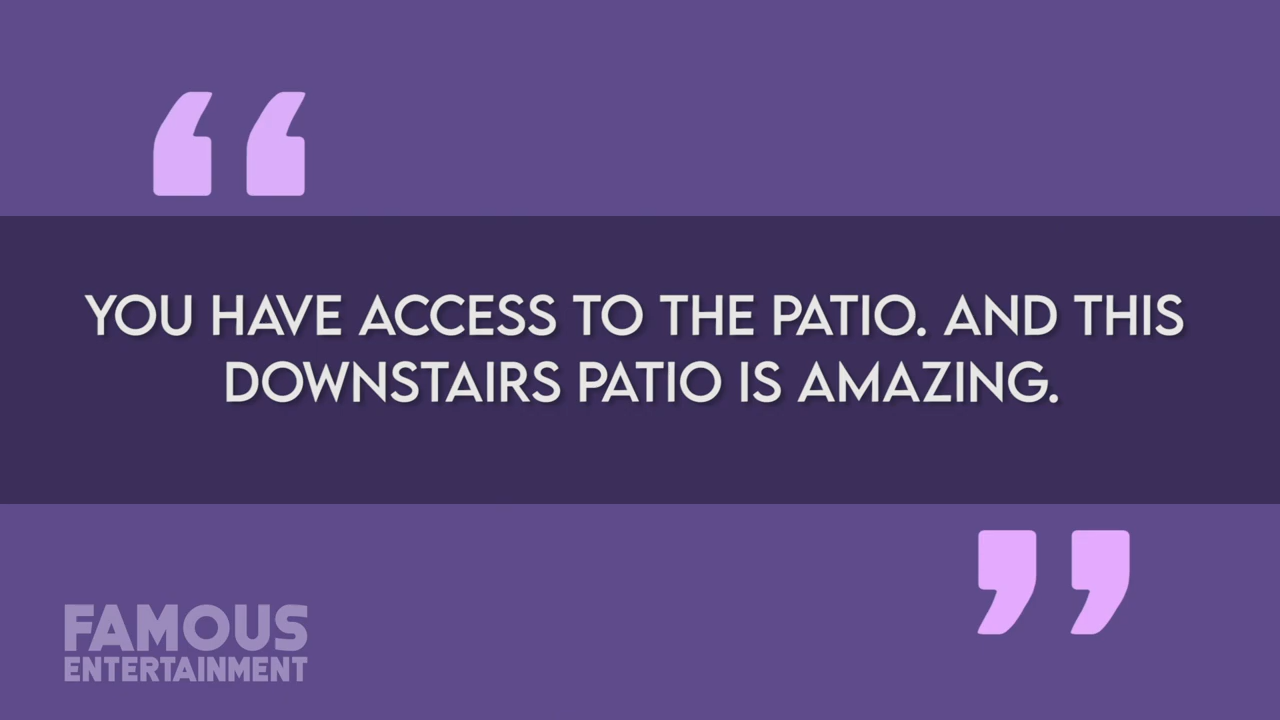 “
YOU HAVE ACCESS TO THE PATIO. AND THIS
DOWNSTAIRS PATIO IS AMAZING.
”
FAMOUS
ENTERTAINMENT